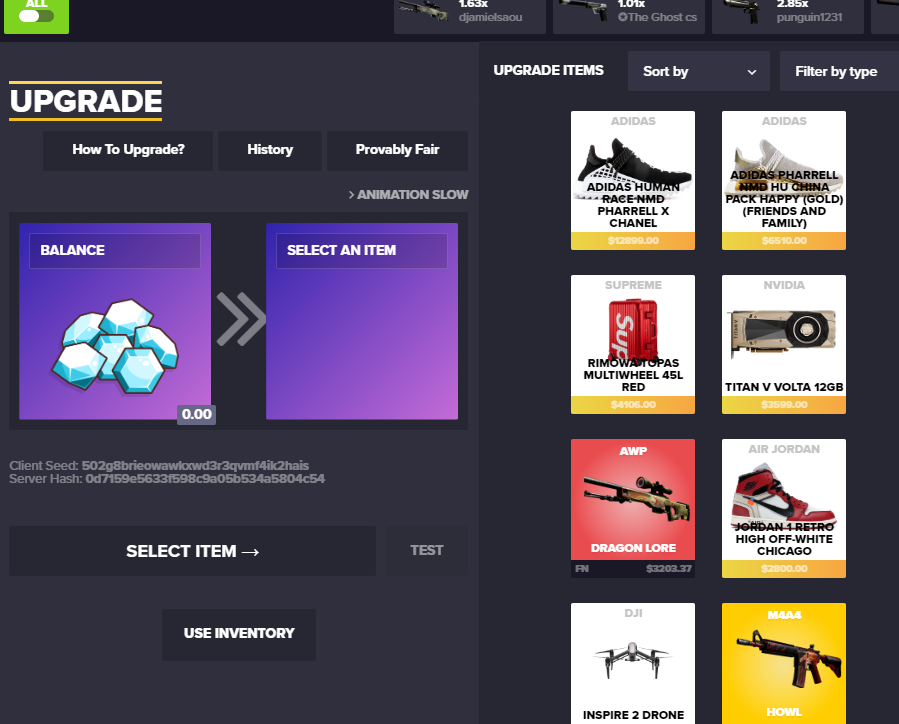 ALL
1.63x
djamielsaou
1.01x
The Ghost cs
2.85x
punguin1231
UPGRADE
How To Upgrade?
History
Provably Fair
> ANIMATION SLOW
BALANCE
SELECT AN ITEM
0.00
Client Seed: 502g8brieowawkxwd3r3qvmf4ik2hais
Server Hash: 0d7159e5633f598c9a05b534a5804c54
SELECT ITEM →
TEST
USE INVENTORY
UPGRADE ITEMS
Sort by
Filter by type
ADIDAS
ADIDAS HUMAN
RACE NMD
PHARRELL X
CHANEL
$12899.00
ADIDAS
ADIDAS PHARRELL
NMD HU CHINA
PACK HAPPY (GOLD)
(FRIENDS AND
FAMILY)
$6510.00
SUPREME
Sup
RIMOWA TOPAS
MULTIWHEEL 45L
RED
$4106.00
NVIDIA
TITAN V
TITAN V VOLTA 12GB
$3599.00
AWP
DRAGON LORE
FN
$3203.37
AIR JORDAN
JORDAN 1 RETRO
HIGH OFF-WHITE
CHICAGO
$2800.00
DJI
INSPIRE 2 DRONE
M4A4
HOWL